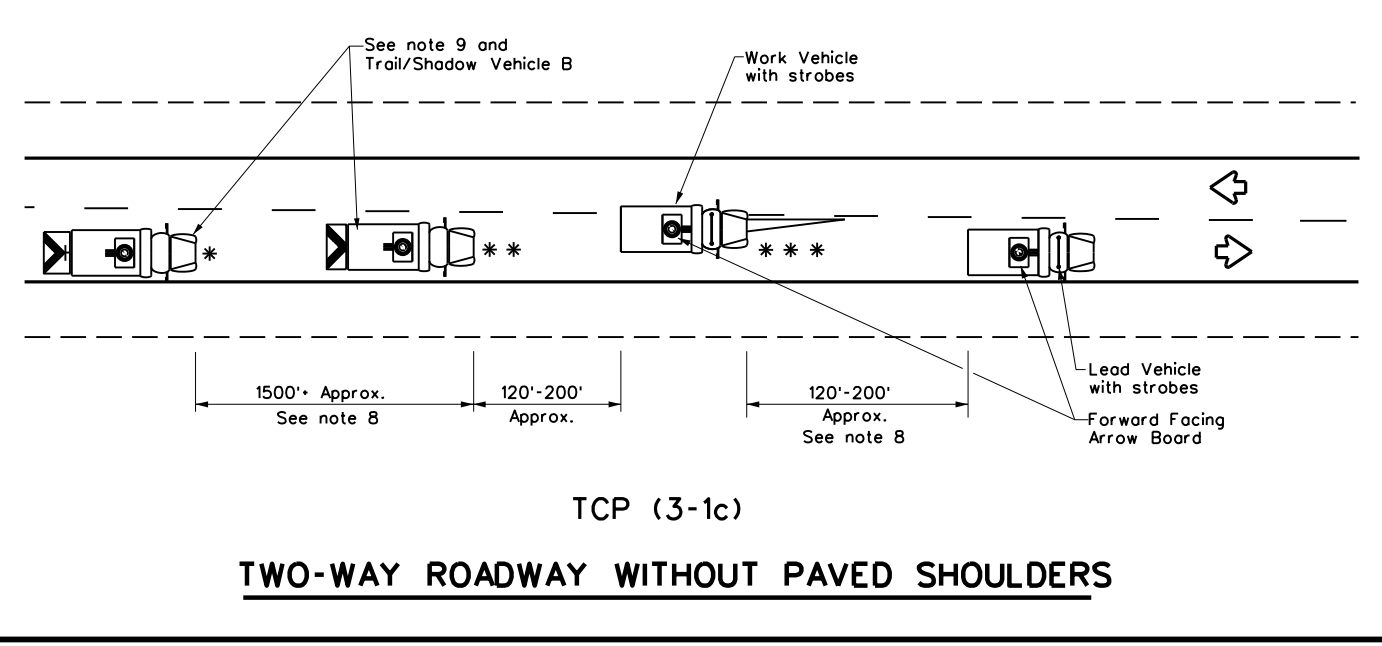 See note 9 and
Trail/Shadow Vehicle B
Work Vehicle
with strobes
*
* *
* * *
1500'+ Approx.
See note 8
120'-200'
Approx.
120'-200'
Approx.
See note 8
Lead Vehicle
with strobes
Forward Facing
Arrow Board
TCP (3-1c)
TWO-WAY ROADWAY WITHOUT PAVED SHOULDERS